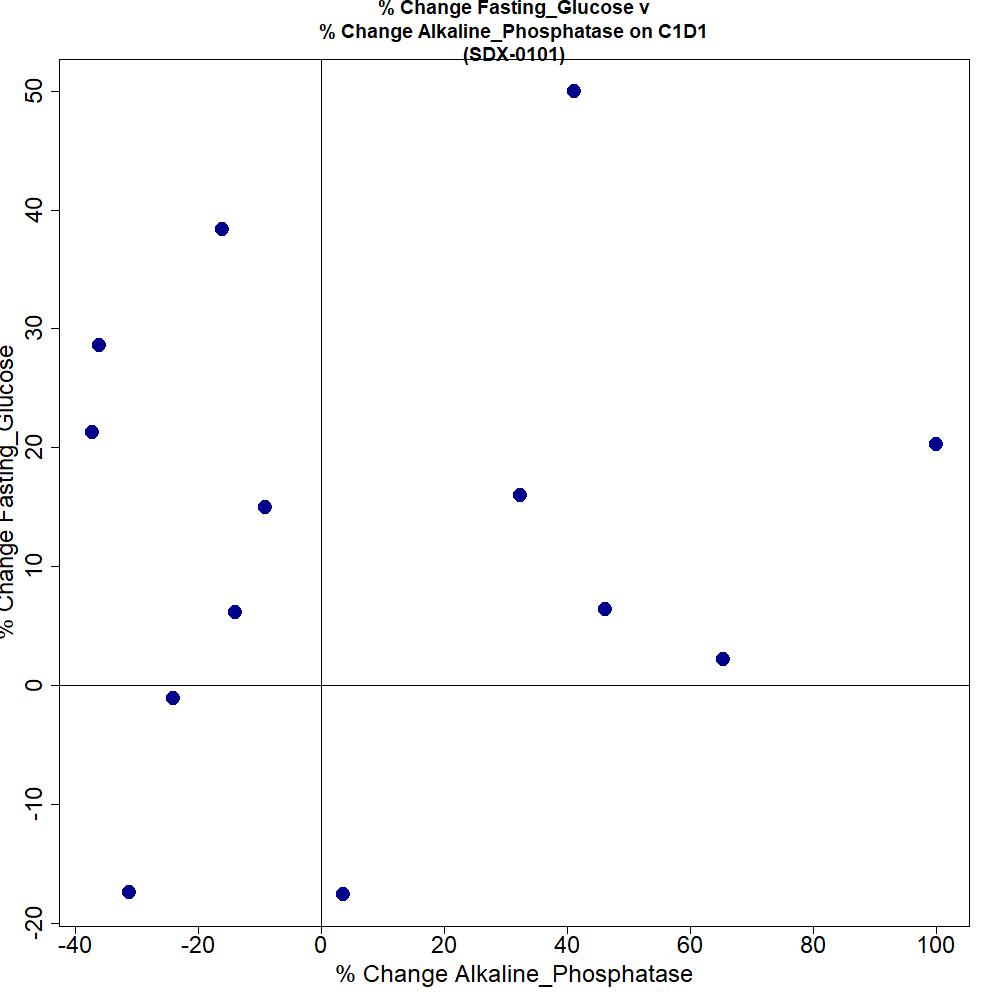 % Change Fasting_Glucose v
% Change Alkaline_Phosphatase on C1D1
(SDX-0101)
% Change Fasting_Glucose
50
40
30
20
10
0
-10
-20
-40 -20 0 20 40 60 80 100
% Change Alkaline_Phosphatase